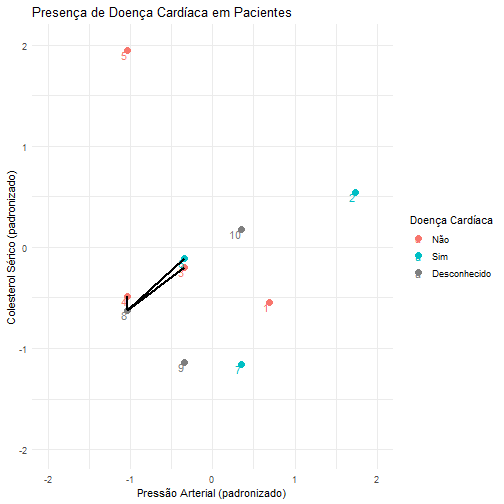 Presença de Doença Cardíaca em Pacientes
Colesterol Sérico (padronizado)
2
1
0
-1
-2
5
2
10
4
8
1
9
7
-2
-1
0
1
2
Pressão Arterial (padronizado)
Doença Cardíaca
Não
Sim
Desconhecido